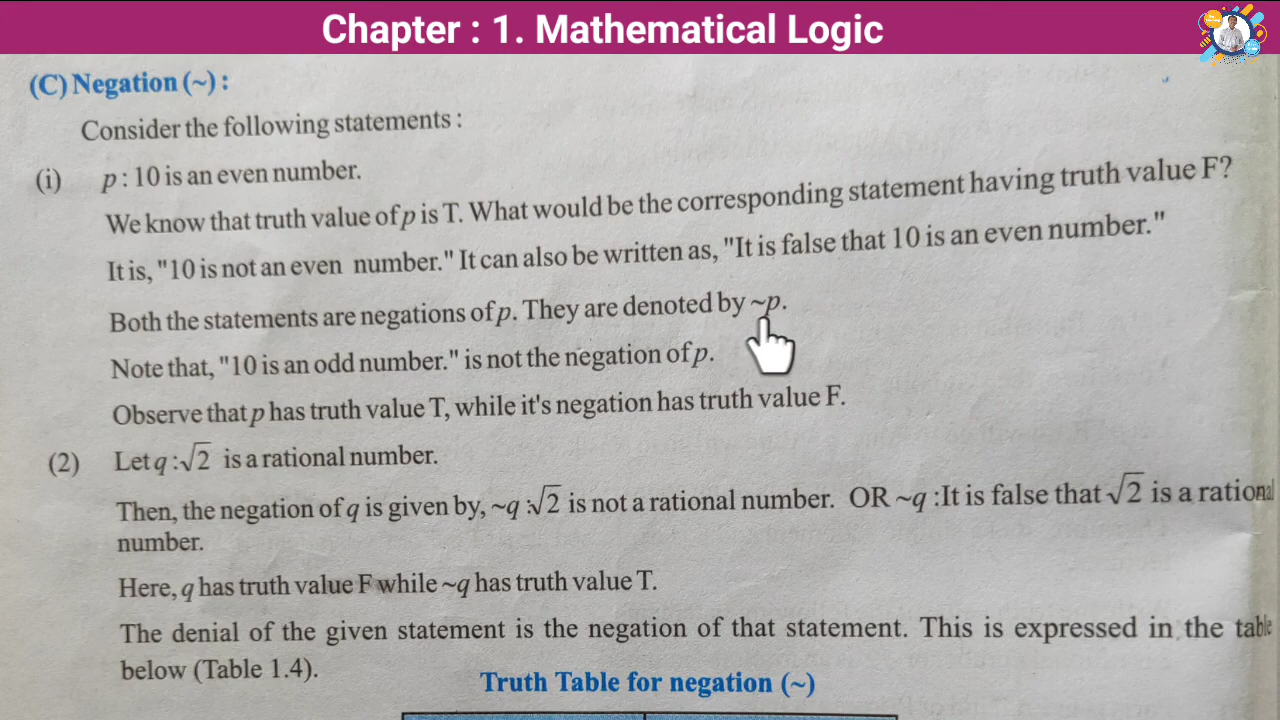 Chapter : 1. Mathematical Logic
(C) Negation (~) :
Consider the following statements :
(i) p : 10 is an even number.
We know that truth value of p is T. What would be the corresponding statement having truth value F?
It is, "10 is not an even number." It can also be written as, "It is false that 10 is an even number."
Both the statements are negations of p. They are denoted by ~p.
Note that, "10 is an odd number." is not the negation of p.
Observe that p has truth value T, while it's negation has truth value F.
(2) Let q :√2 is a rational number.
Then, the negation of q is given by, ~q :√2 is not a rational number. OR ~q :It is false that √2 is a rational
number.
Here, q has truth value F while ~q has truth value T.
The denial of the given statement is the negation of that statement. This is expressed in the table
below (Table 1.4).
Truth Table for negation (~)